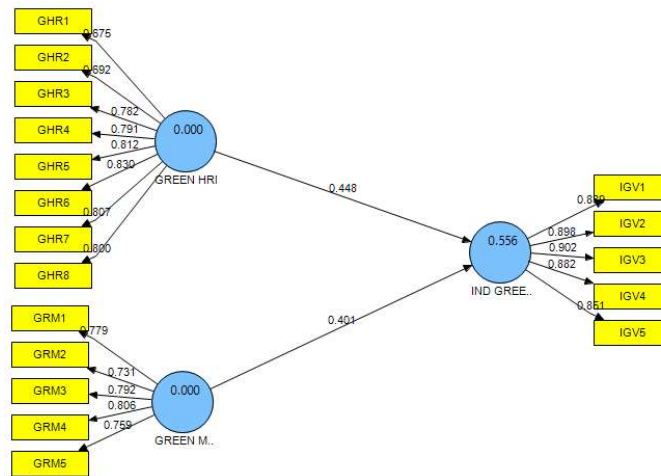 GHR1
0.675
GHR2
0.692
GHR3
0.782
GHR4
0.791
GHR5
0.812
GHR6
0.830
GHR7
0.807
GHR8
0.800
0.000
GREEN HRI
0.448
GRM1
0.779
GRM2
0.731
GRM3
0.792
GRM4
0.806
GRM5
0.759
0.000
GREEN M..
0.401
0.556
IND GREE..
IGV1
0.898
IGV2
0.902
IGV3
0.882
IGV4
0.851
IGV5